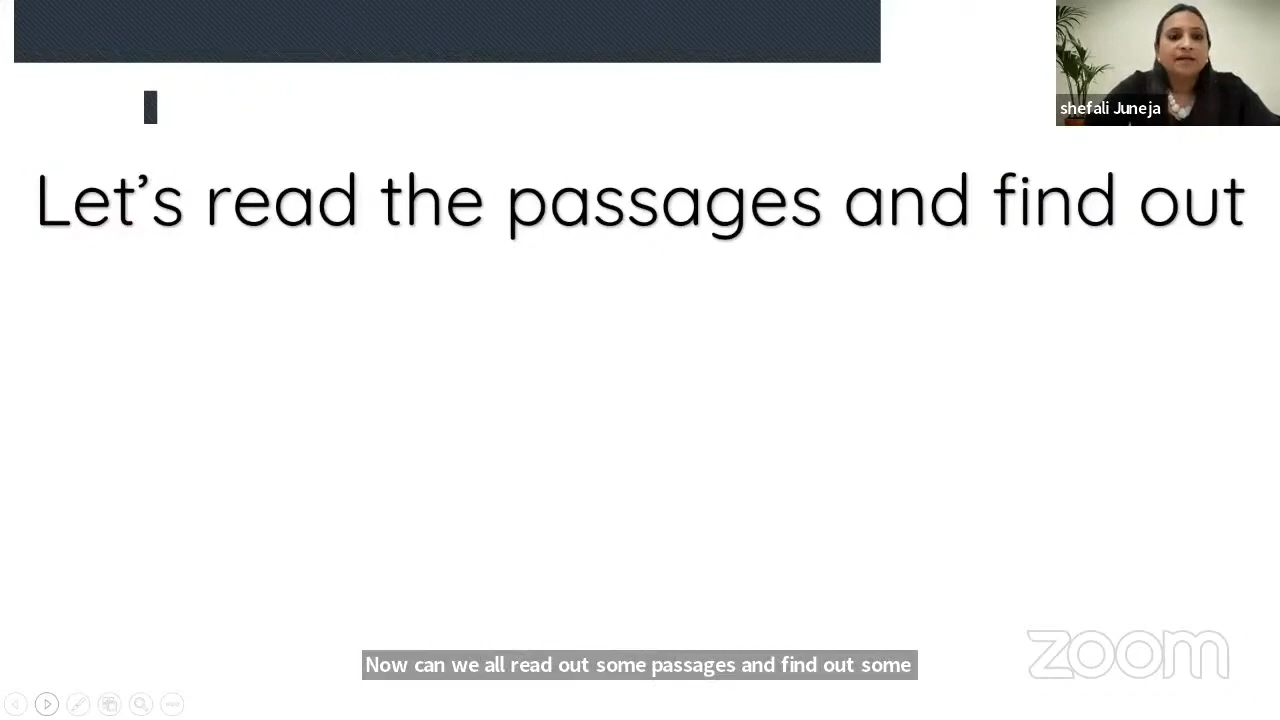 shefali Juneja
Let’s read the passages and find out
Now can we all read out some passages and find out some
zoom